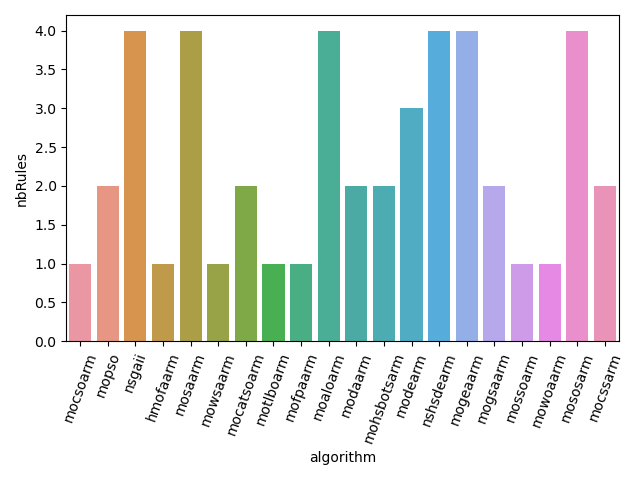 4.0
3.5
3.0
2.5
2.0
1.5
1.0
0.5
0.0
nbRules
mocsoarm
mopso
nsgaii
hmofaarm
mosaarm
mowsaarm
mocatsoarm
motlboarm
mofpaarm
moaloarm
modaarm
mohsbotsarm
modearm
nshsdearm
mogeaarm
mogsaarm
mossoarm
mowoaarm
mososarm
mocssarm
algorithm